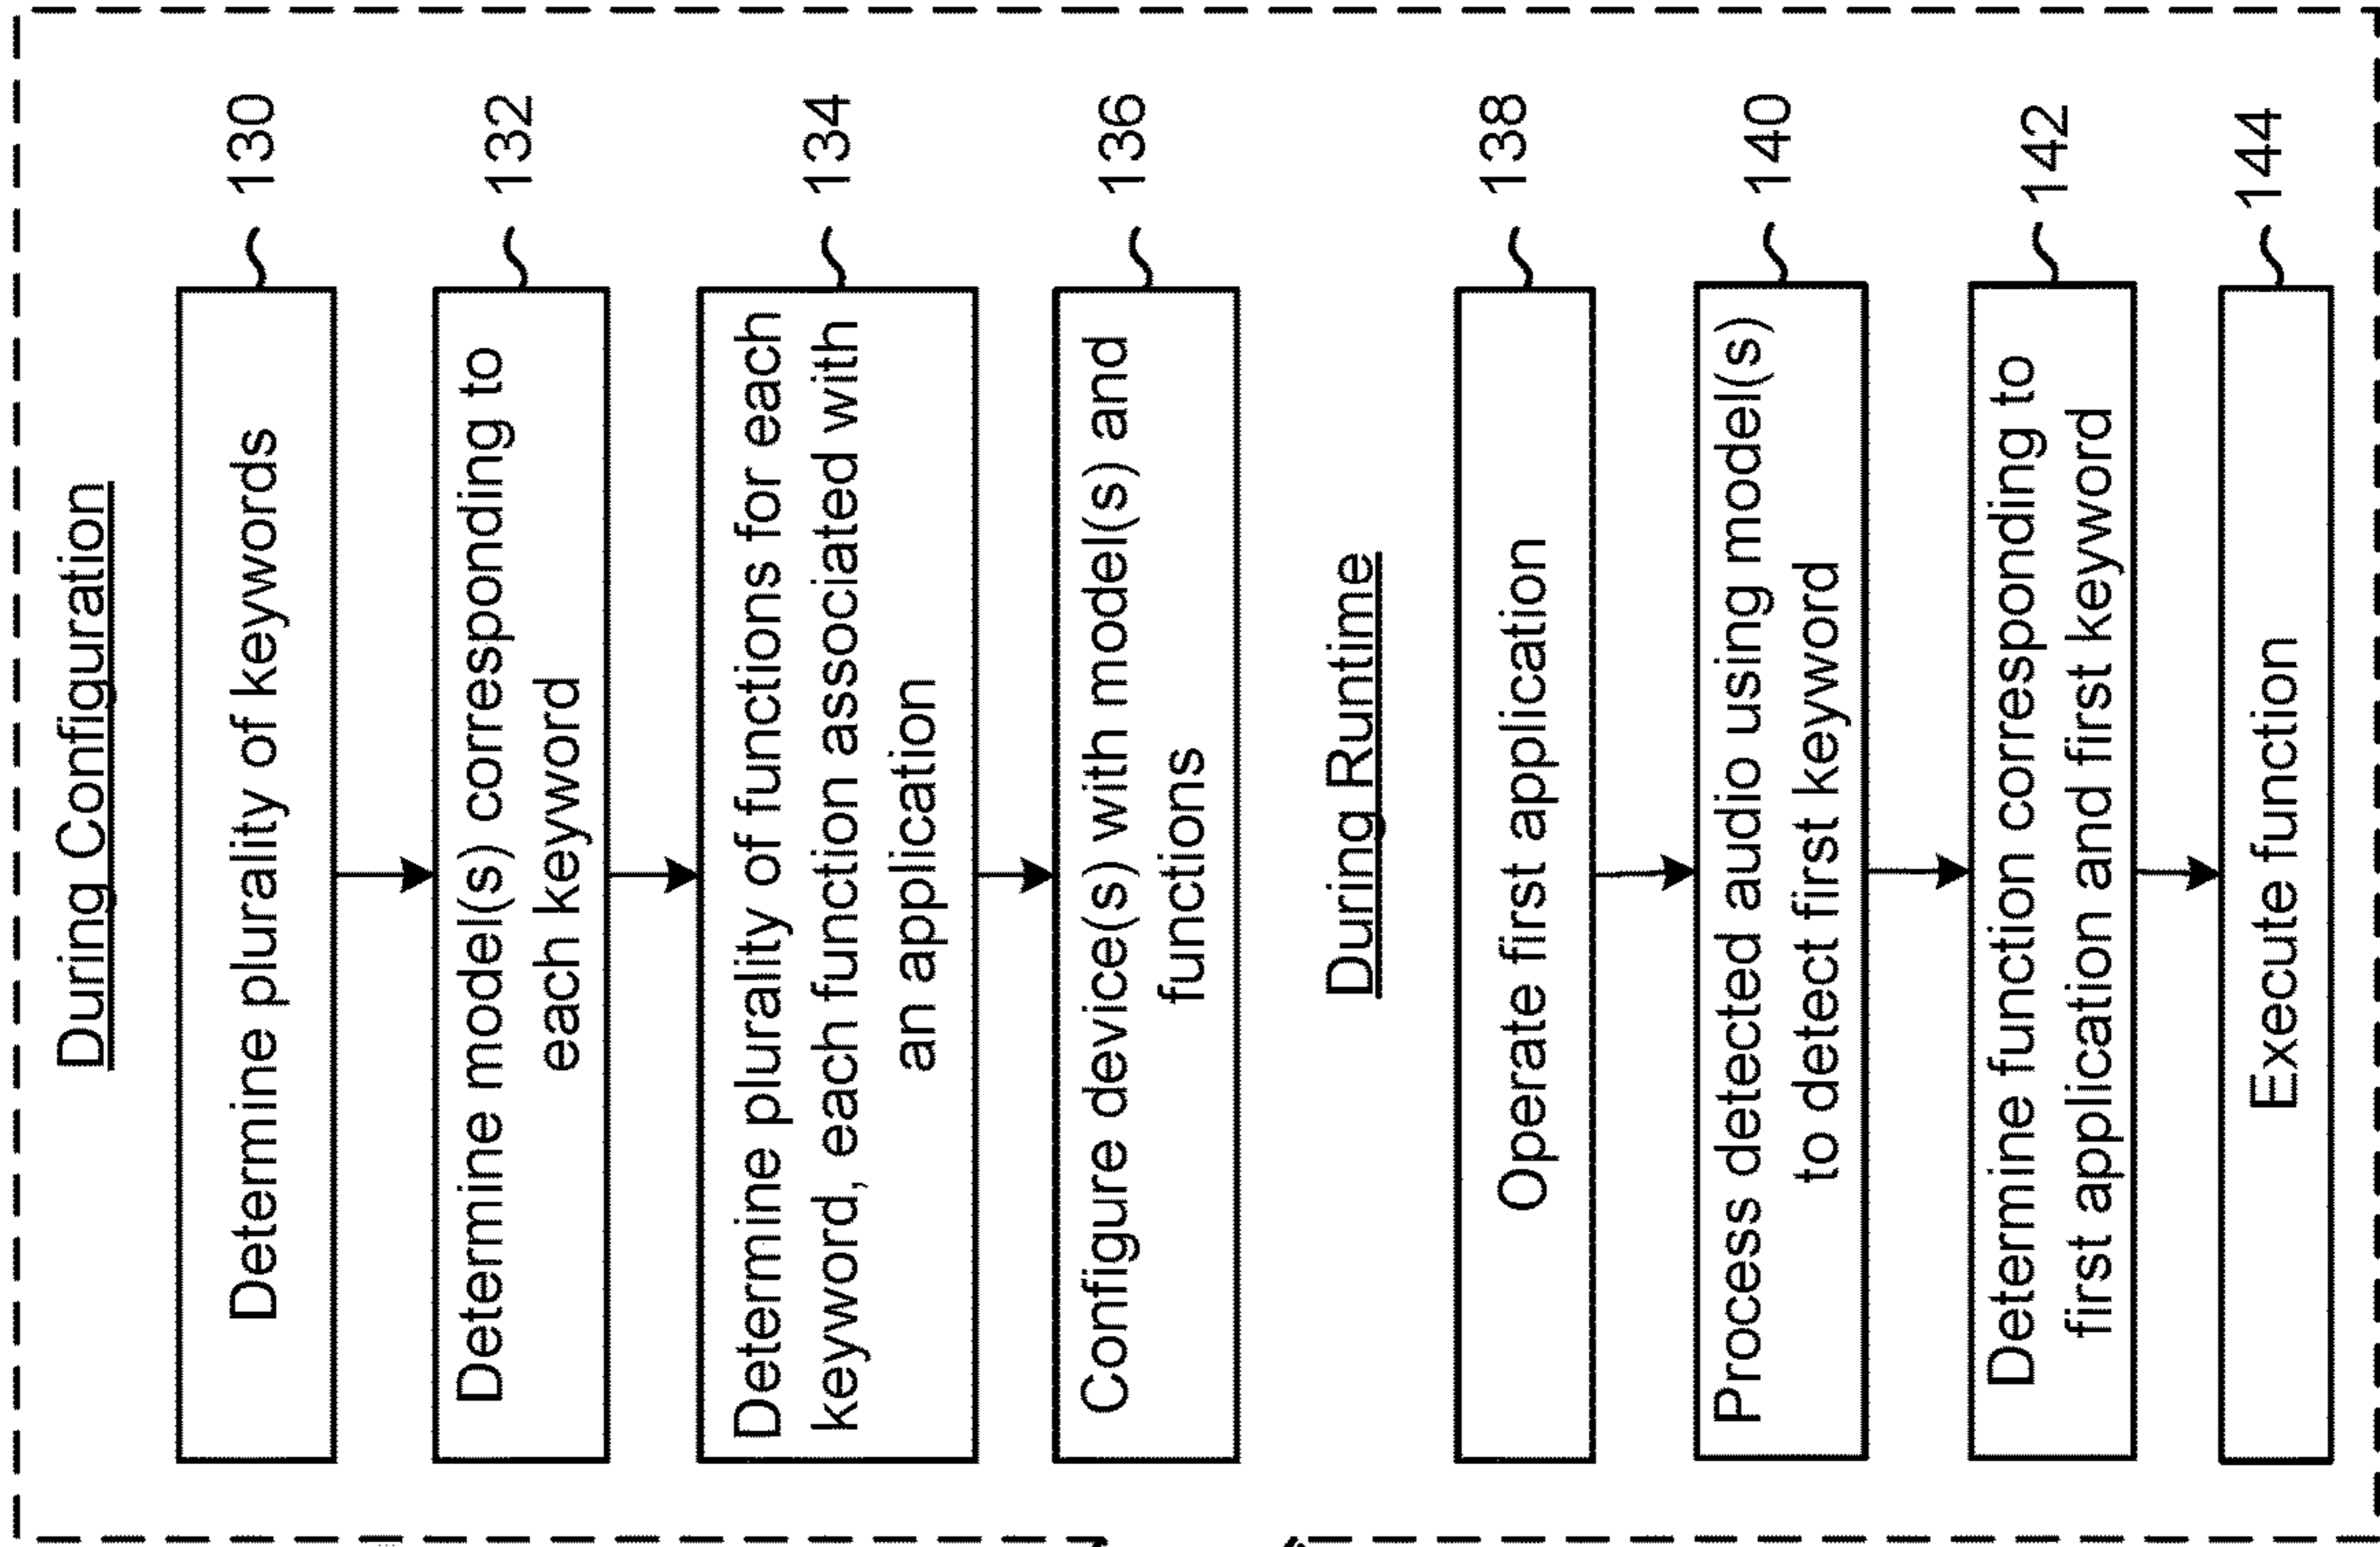 During Configuration
Determine plurality of keywords
130
Determine model(s) corresponding to
each keyword
132
Determine plurality of functions for each
keyword, each function associated with
an application
134
Configure device(s) with model(s) and
functions
136
During Runtime
Operate first application
138
Process detected audio using model(s)
to detect first keyword
140
Determine function corresponding to
first application and first keyword
142
Execute function
144